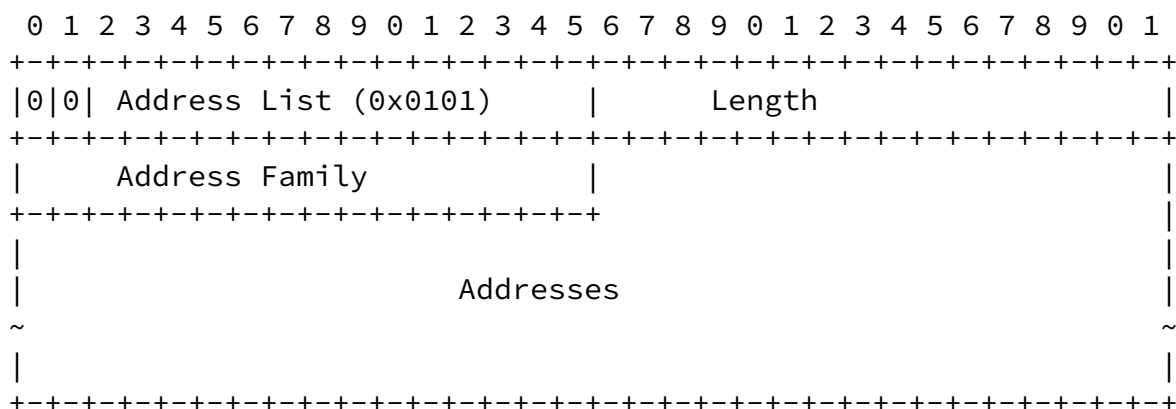 0 1 2 3 4 5 6 7 8 9 0 1 2 3 4 5 6 7 8 9 0 1 2 3 4 5 6 7 8 9 0 1
+-+-+-+-+-+-+-+-+-+-+-+-+-+-+-+-+-+-+-+-+-+-+-+-+-+-+-+-+-+-+-+-+
|0|0| Address List (0x0101)     |      Length                   |
+-+-+-+-+-+-+-+-+-+-+-+-+-+-+-+-+-+-+-+-+-+-+-+-+-+-+-+-+-+-+-+-+
|     Address Family            |                               |
+-+-+-+-+-+-+-+-+-+-+-+-+-+-+-+-+                               |
|                                                               |
|                        Addresses                              |
~                                                               ~
|                                                               |
+-+-+-+-+-+-+-+-+-+-+-+-+-+-+-+-+-+-+-+-+-+-+-+-+-+-+-+-+-+-+-+-+